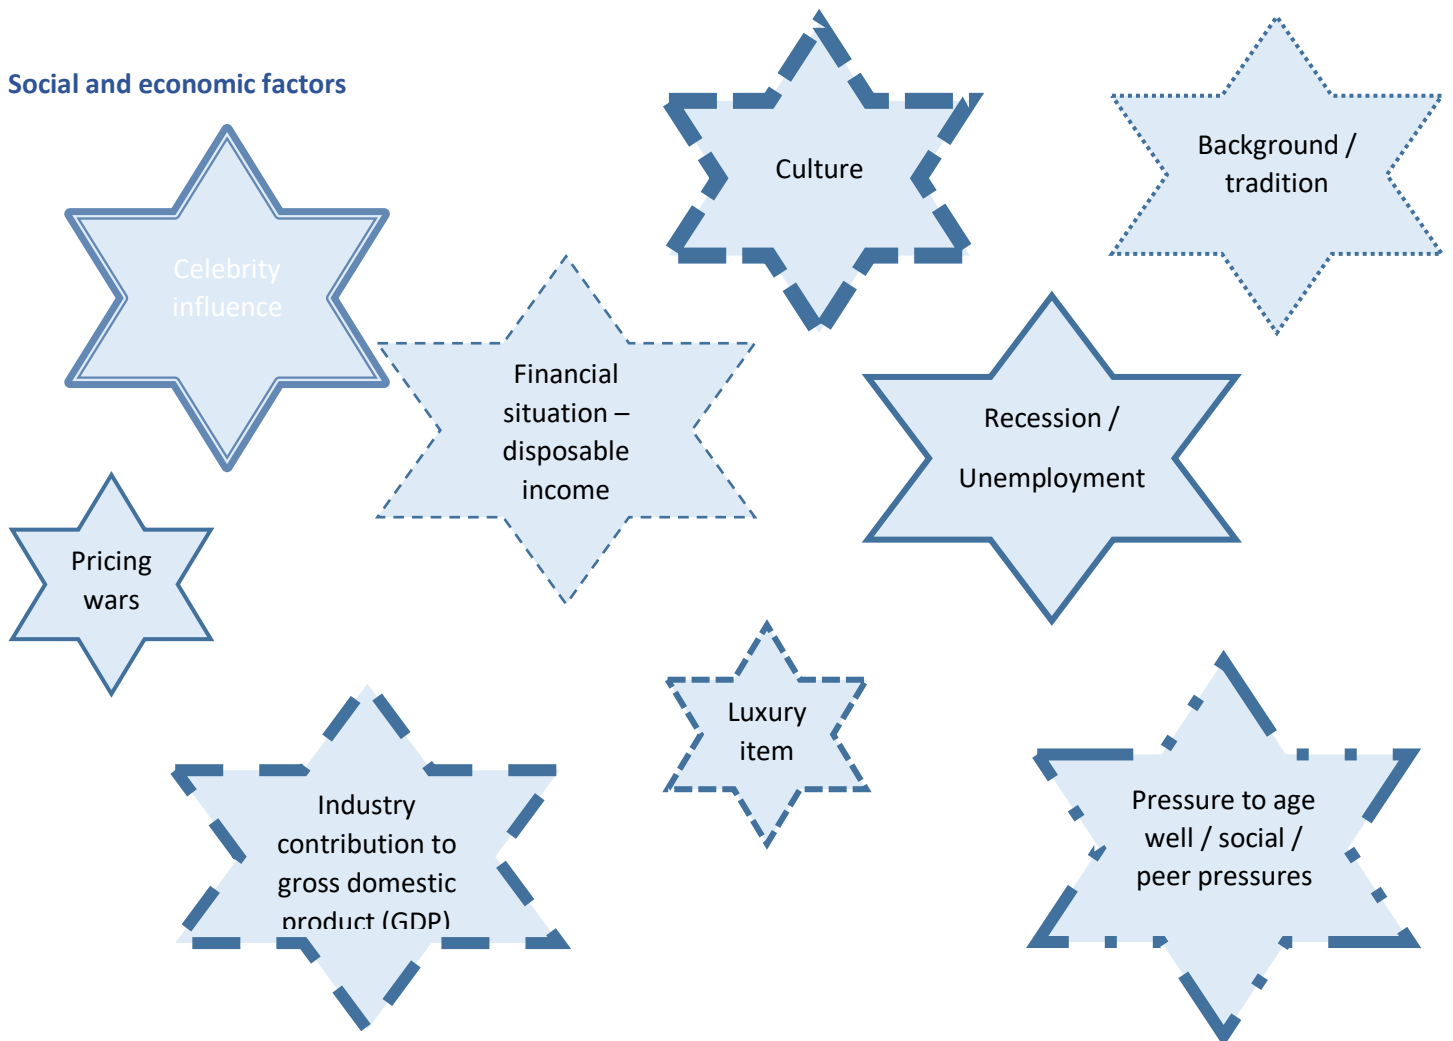 Social and economic factors
Culture
Background /
tradition
Celebrity
influence
Financial
situation –
disposable
income
Recession /
Unemployment
Pricing
wars
Luxury
item
Industry
contribution to
gross domestic
product (GDP)
Pressure to age
well / social /
peer pressures